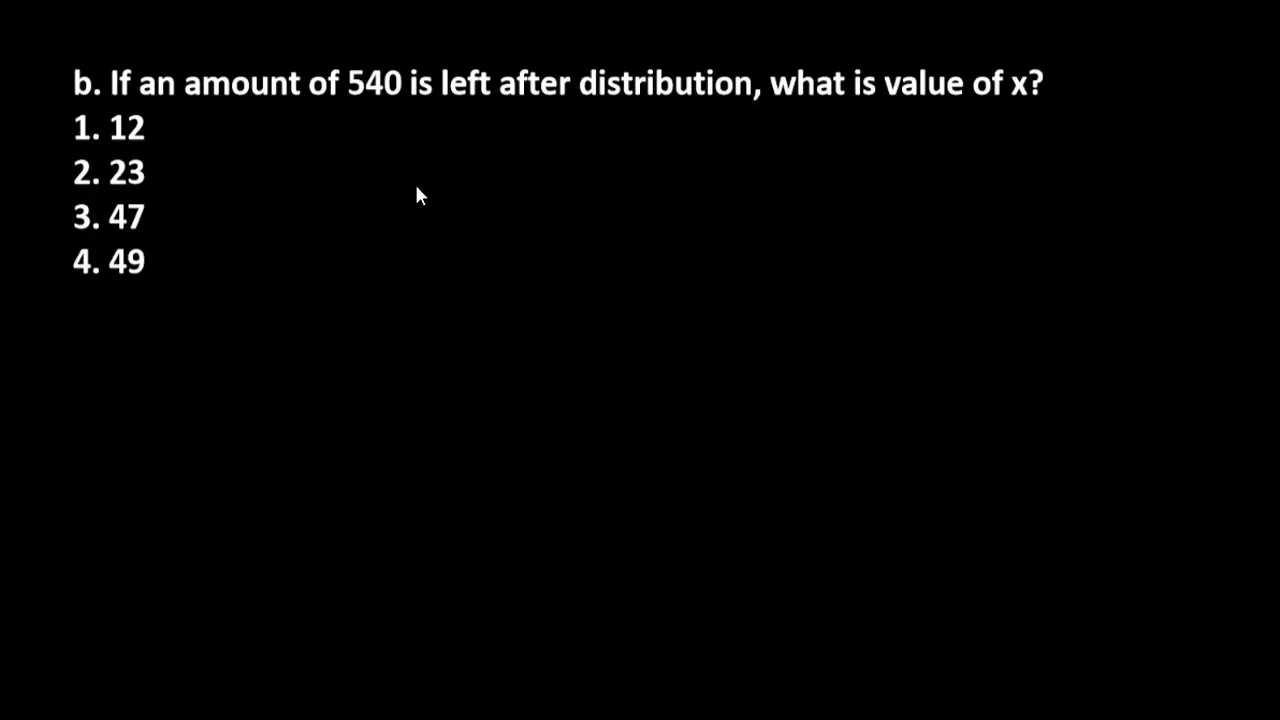 b. If an amount of 540 is left after distribution, what is value of x?
1. 12
2. 23
3. 47
4. 49